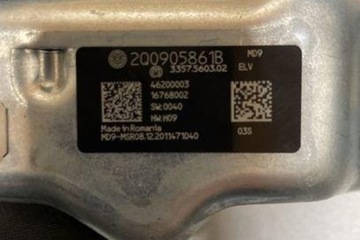 2Q0905861B MD9
3357.5603.02 ELV
46200003
16768002
SW:0040
HW:H09
Made in Romania 03S
MD9-MSR08.12.2011471040